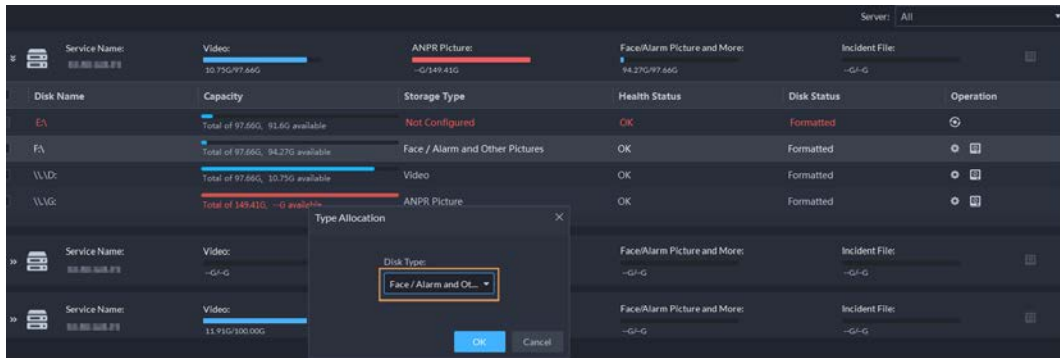 Server: All
Service Name: Video: ANPR Picture: Face/Alarm Picture and More: Incident File:
10.75G/97.66G --G/149.41G 94.27G/97.66G --G/--G
Disk Name Capacity Storage Type Health Status Disk Status Operation
E:\ Total of 97.66G, 91.6G available Not Configured OK Formatted
F:\ Total of 97.66G, 94.27G available Face / Alarm and Other Pictures OK Formatted
\\.\D: Total of 97.66G, 10.75G available Video OK Formatted
\\.\G: Total of 149.41G, --G available ANPR Picture OK Formatted
Type Allocation
Service Name: Video: Face/Alarm Picture and More: Incident File:
--G/--G --G/--G --G/--G
Disk Type:
Face / Alarm and Ot...
Service Name: Video: Face/Alarm Picture and More: Incident File:
11.91G/100.00G --G/--G --G/--G
OK Cancel